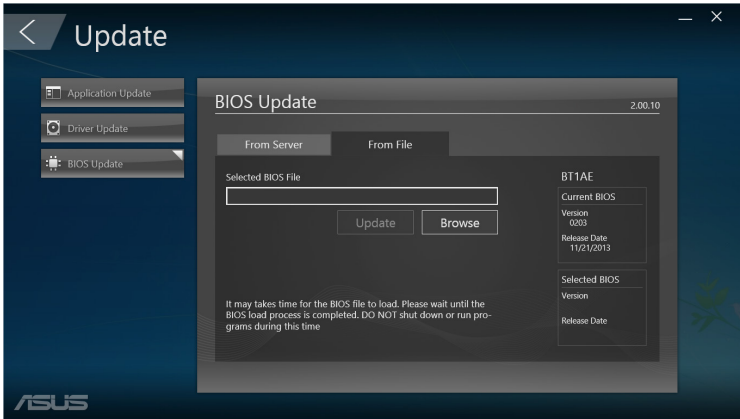 Update
Application Update
Driver Update
BIOS Update
BIOS Update
2.00.10
From Server
From File
Selected BIOS File
Update
Browse
It may takes time for the BIOS file to load. Please wait until the
BIOS load process is completed. DO NOT shut down or run pro-
grams during this time
BT1AE
Current BIOS
Version
0203
Release Date
11/21/2013
Selected BIOS
Version
Release Date
ASUS